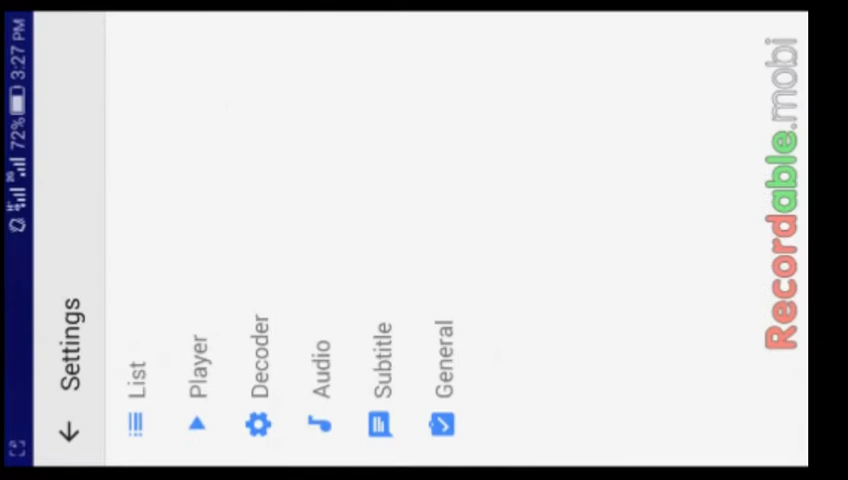 72% 3:27 PM
Settings
List
Player
Decoder
Audio
Subtitle
General
Recordable.mobi